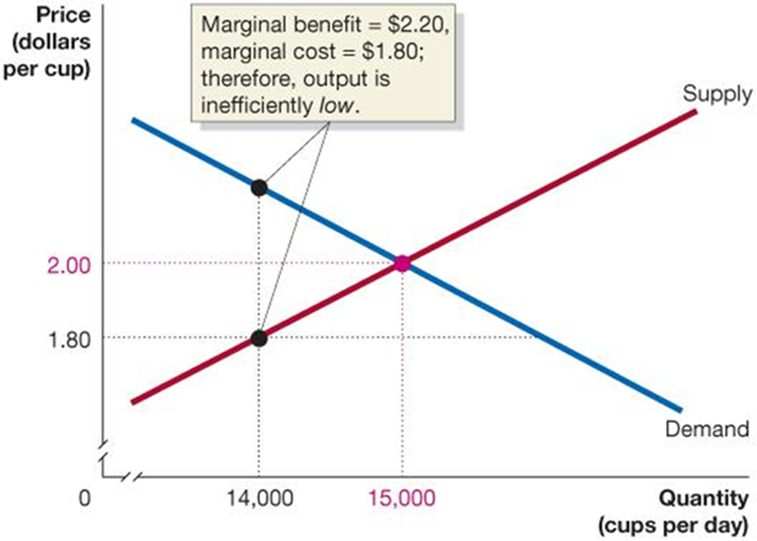 Price
(dollars
per cup)
Marginal benefit = $2.20,
marginal cost = $1.80;
therefore, output is
inefficiently low.
Supply
2.00
1.80
Demand
0
14,000
15,000
Quantity
(cups per day)